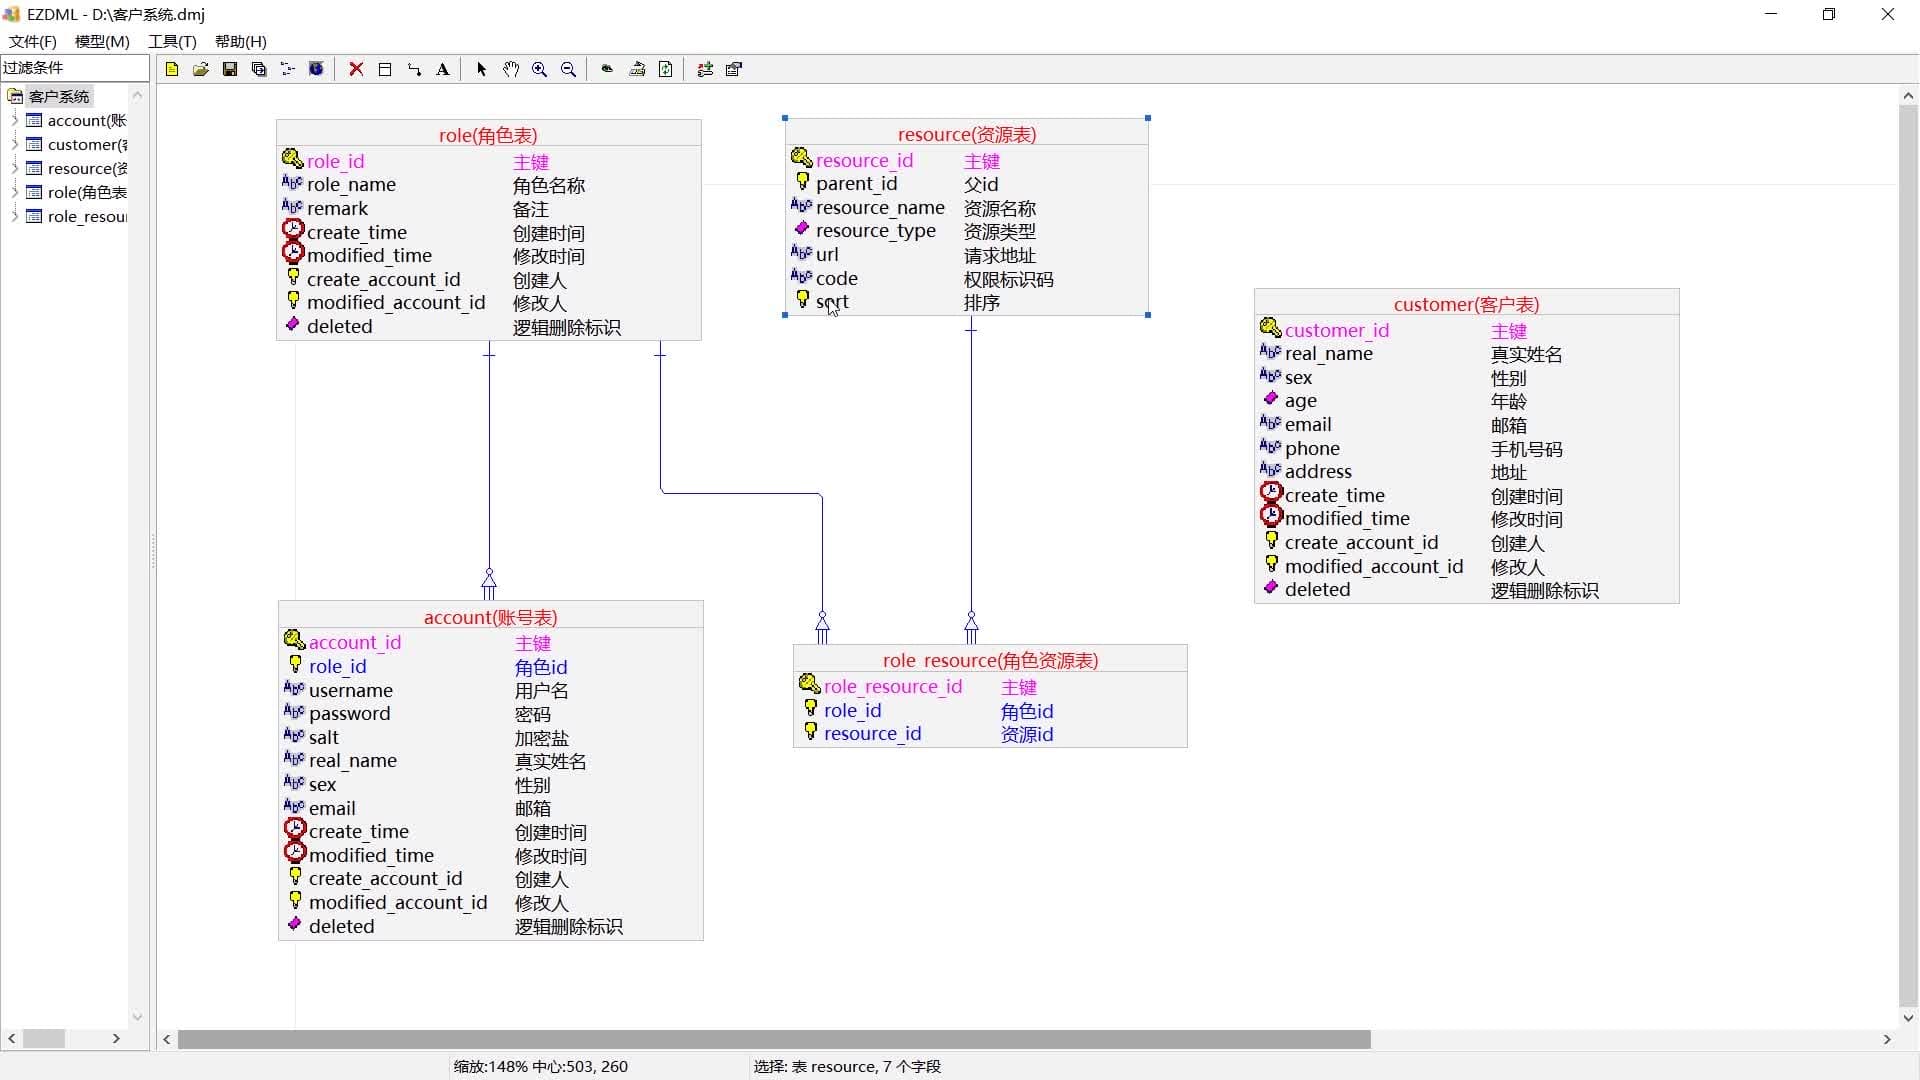 EZDML - D:\客户系统.dmj
文件(F) 模型(M) 工具(T) 帮助(H)
过滤条件
客户系统
account(账
customer(
resource(资
role(角色表
role_resour
role(角色表)
role_id 主键
role_name 角色名称
remark 备注
create_time 创建时间
modified_time 修改时间
create_account_id 创建人
modified_account_id 修改人
deleted 逻辑删除标识
resource(资源表)
resource_id 主键
parent_id 父id
resource_name 资源名称
resource_type 资源类型
url 请求地址
code 权限标识码
sort 排序
customer(客户表)
customer_id 主键
real_name 真实姓名
sex 性别
age 年龄
email 邮箱
phone 手机号码
address 地址
create_time 创建时间
modified_time 修改时间
create_account_id 创建人
modified_account_id 修改人
deleted 逻辑删除标识
account(账号表)
account_id 主键
role_id 角色id
username 用户名
password 密码
salt 加密盐
real_name 真实姓名
sex 性别
email 邮箱
create_time 创建时间
modified_time 修改时间
create_account_id 创建人
modified_account_id 修改人
deleted 逻辑删除标识
role_resource(角色资源表)
role_resource_id 主键
role_id 角色id
resource_id 资源id
缩放:148% 中心:503, 260
选择: 表 resource, 7 个字段